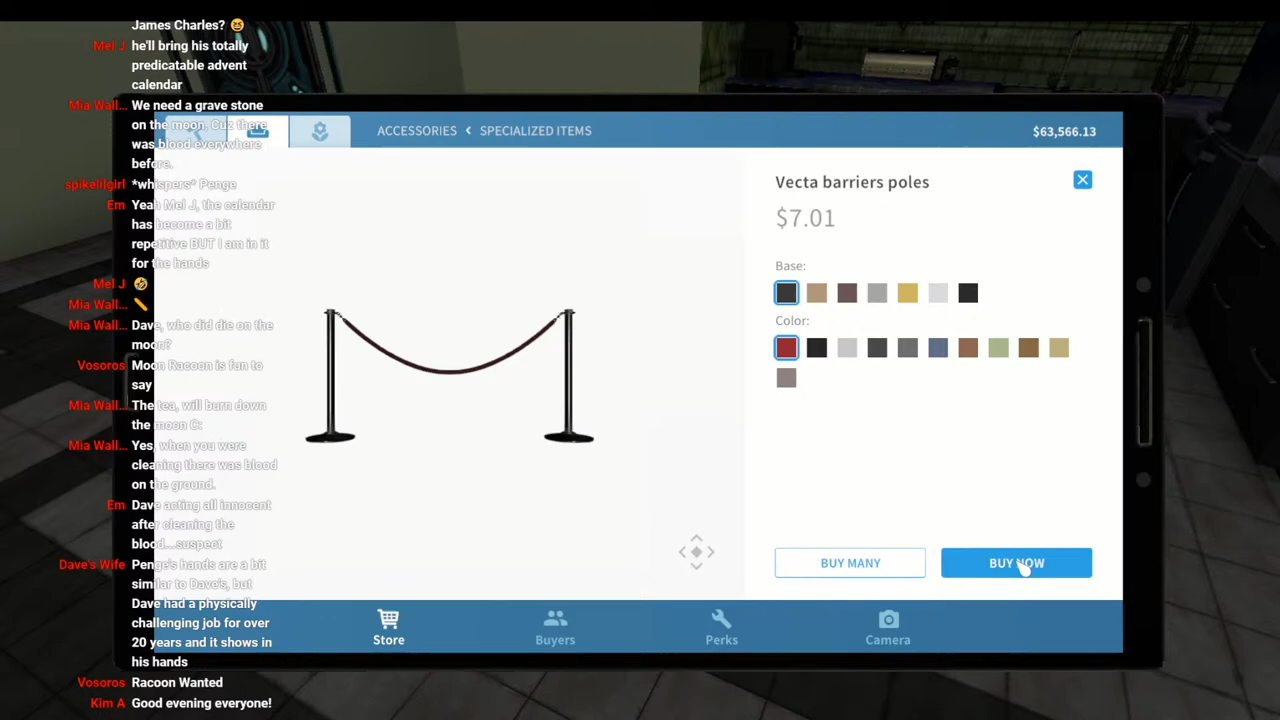 James Charles? 😆
Mel J he'll bring his totally
predicatable advent
calendar
Mia Wall... We need a grave stone
on the moon. Cuz there
was blood everywhere
before.
spikelilgirl *whispers* Penge
Em Yeah Mel J, the calendar
has become a bit
repetitive BUT I am in it
for the hands
Mel J 🤣
Mia Wall... 
Mia Wall... Dave, who did die on the
moon?
Vosoros Moon Racoon is fun to
say
Mia Wall... The tea, will burn down
the moon C:
Mia Wall... Yes, when you were
cleaning there was blood
on the ground.
Em Dave acting all innocent
after cleaning the
blood...suspect
Dave's Wife Penge's hands are a bit
similar to Dave's, but
Dave had a physically
challenging job for over
20 years and it shows in
his hands
Vosoros Racoon Wanted
Kim A Good evening everyone!
ACCESSORIES < SPECIALIZED ITEMS
$63,566.13
Vecta barriers poles
$7.01
Base:
Color:
BUY MANY
BUY NOW
Store
Buyers
Perks
Camera